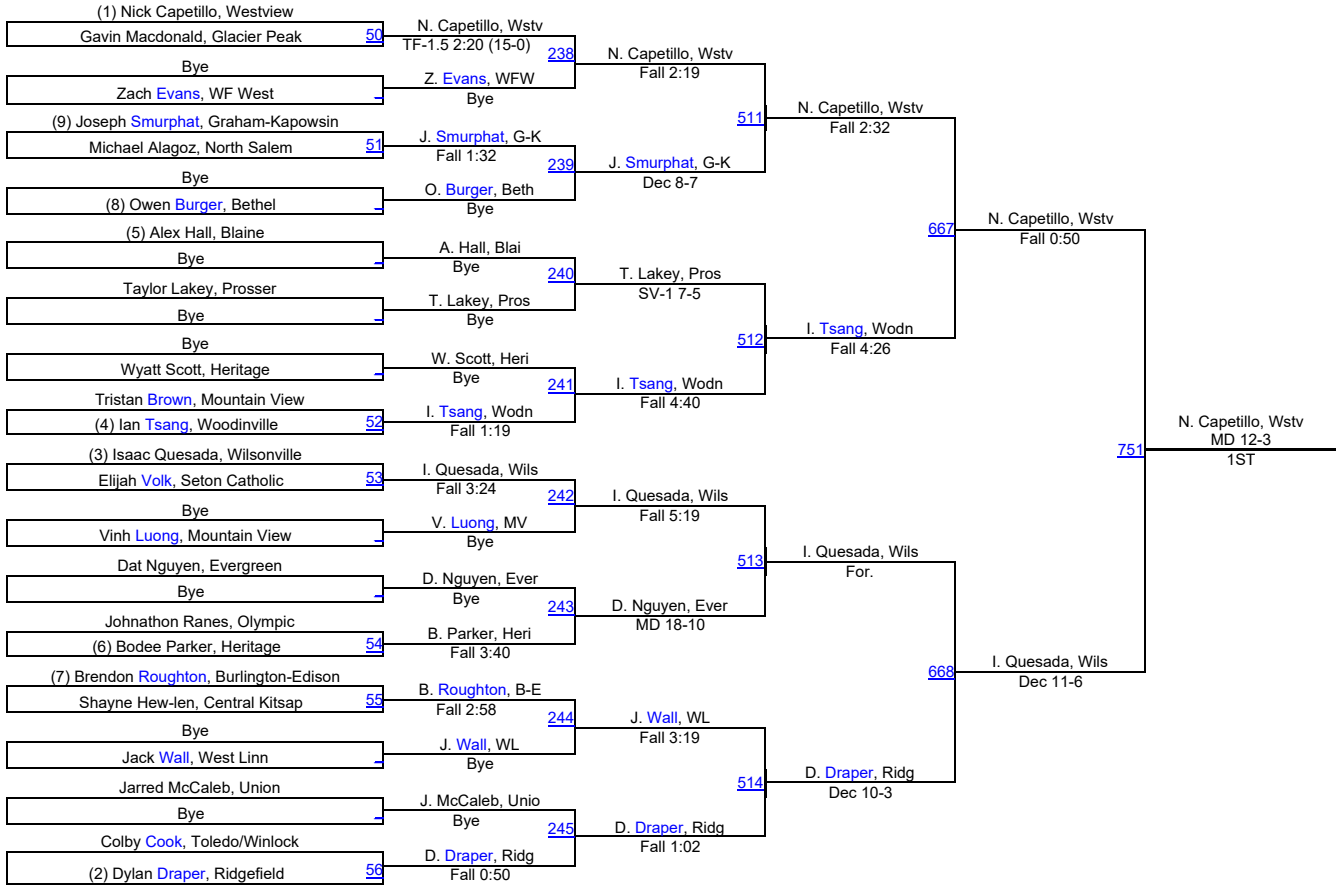 (1) Nick Capetillo, Westview
Gavin Macdonald, Glacier Peak 50
Bye
Zach Evans, WF West
(9) Joseph Smurphat, Graham-Kapowsin
Michael Alagoz, North Salem 51
Bye
(8) Owen Burger, Bethel
(5) Alex Hall, Blaine
Bye
Taylor Lakey, Prosser
Bye
Bye
Wyatt Scott, Heritage
Tristan Brown, Mountain View
(4) Ian Tsang, Woodinville 52
(3) Isaac Quesada, Wilsonville
Elijah Volk, Seton Catholic 53
Bye
Vinh Luong, Mountain View
Dat Nguyen, Evergreen
Bye
Johnathon Ranes, Olympic
(6) Bodee Parker, Heritage 54
(7) Brendon Roughton, Burlington-Edison
Shayne Hew-len, Central Kitsap 55
Bye
Jack Wall, West Linn
Jarred McCaleb, Union
Bye
Colby Cook, Toledo/Winlock
(2) Dylan Draper, Ridgefield 56
N. Capetillo, Wstv
TF-1.5 2:20 (15-0)
238
Z. Evans, WFW
Bye
J. Smurphat, G-K
Fall 1:32
239
O. Burger, Beth
Bye
A. Hall, Blai
Bye
240
T. Lakey, Pros
Bye
W. Scott, Heri
Bye
241
I. Tsang, Wodn
Fall 1:19
I. Quesada, Wils
Fall 3:24
242
V. Luong, MV
Bye
D. Nguyen, Ever
Bye
243
B. Parker, Heri
Fall 3:40
B. Roughton, B-E
Fall 2:58
244
J. Wall, WL
Bye
J. McCaleb, Unio
Bye
245
D. Draper, Ridg
Fall 0:50
N. Capetillo, Wstv
Fall 2:19
511
J. Smurphat, G-K
Dec 8-7
T. Lakey, Pros
SV-1 7-5
512
I. Tsang, Wodn
Fall 4:40
I. Quesada, Wils
Fall 5:19
513
D. Nguyen, Ever
MD 18-10
J. Wall, WL
Fall 3:19
514
D. Draper, Ridg
Fall 1:02
N. Capetillo, Wstv
Fall 2:32
667
I. Tsang, Wodn
Fall 4:26
I. Quesada, Wils
For.
668
D. Draper, Ridg
Dec 10-3
N. Capetillo, Wstv
Fall 0:50
751
I. Quesada, Wils
Dec 11-6
N. Capetillo, Wstv
MD 12-3
1ST